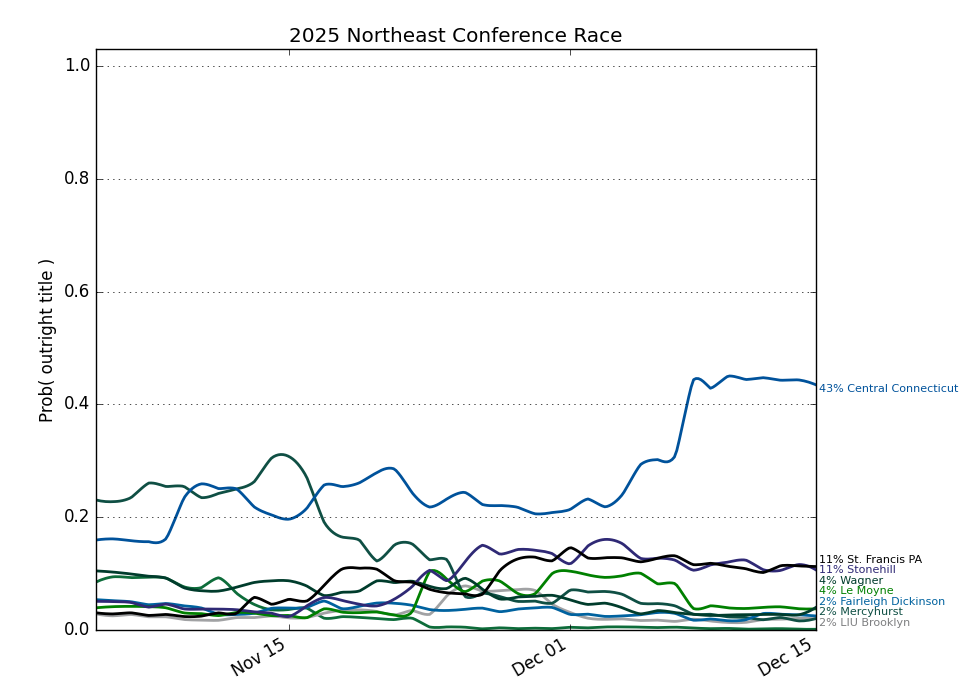 2025 Northeast Conference Race
Prob( outright title )
1.0
0.8
0.6
0.4
0.2
0.0
Nov 15
Dec 01
Dec 15
43% Central Connecticut
11% St. Francis PA
11% Stonehill
4% Wagner
4% Le Moyne
2% Fairleigh Dickinson
2% Mercyhurst
2% LIU Brooklyn